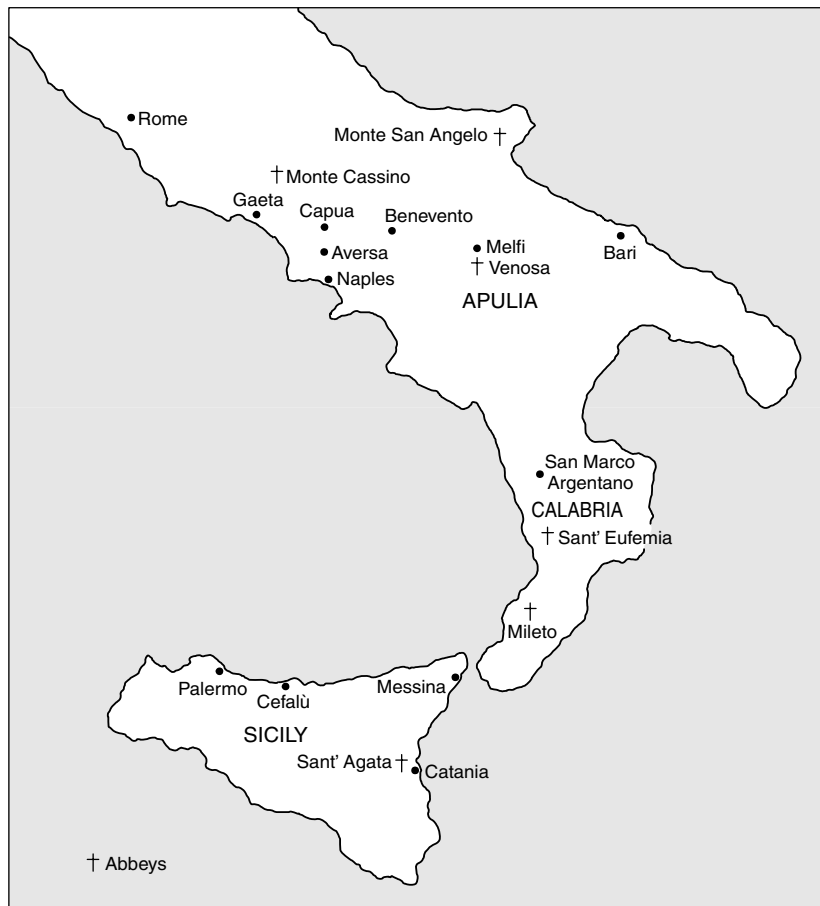 Rome
Monte San Angelo †
† Monte Cassino
Gaeta
Capua
Benevento
Aversa
Melfi
Bari
† Venosa
Naples
APULIA
San Marco
Argentano
CALABRIA
† Sant' Eufemia
†
Mileto
Palermo
Cefalù
Messina
SICILY
Sant' Agata †
Catania
† Abbeys